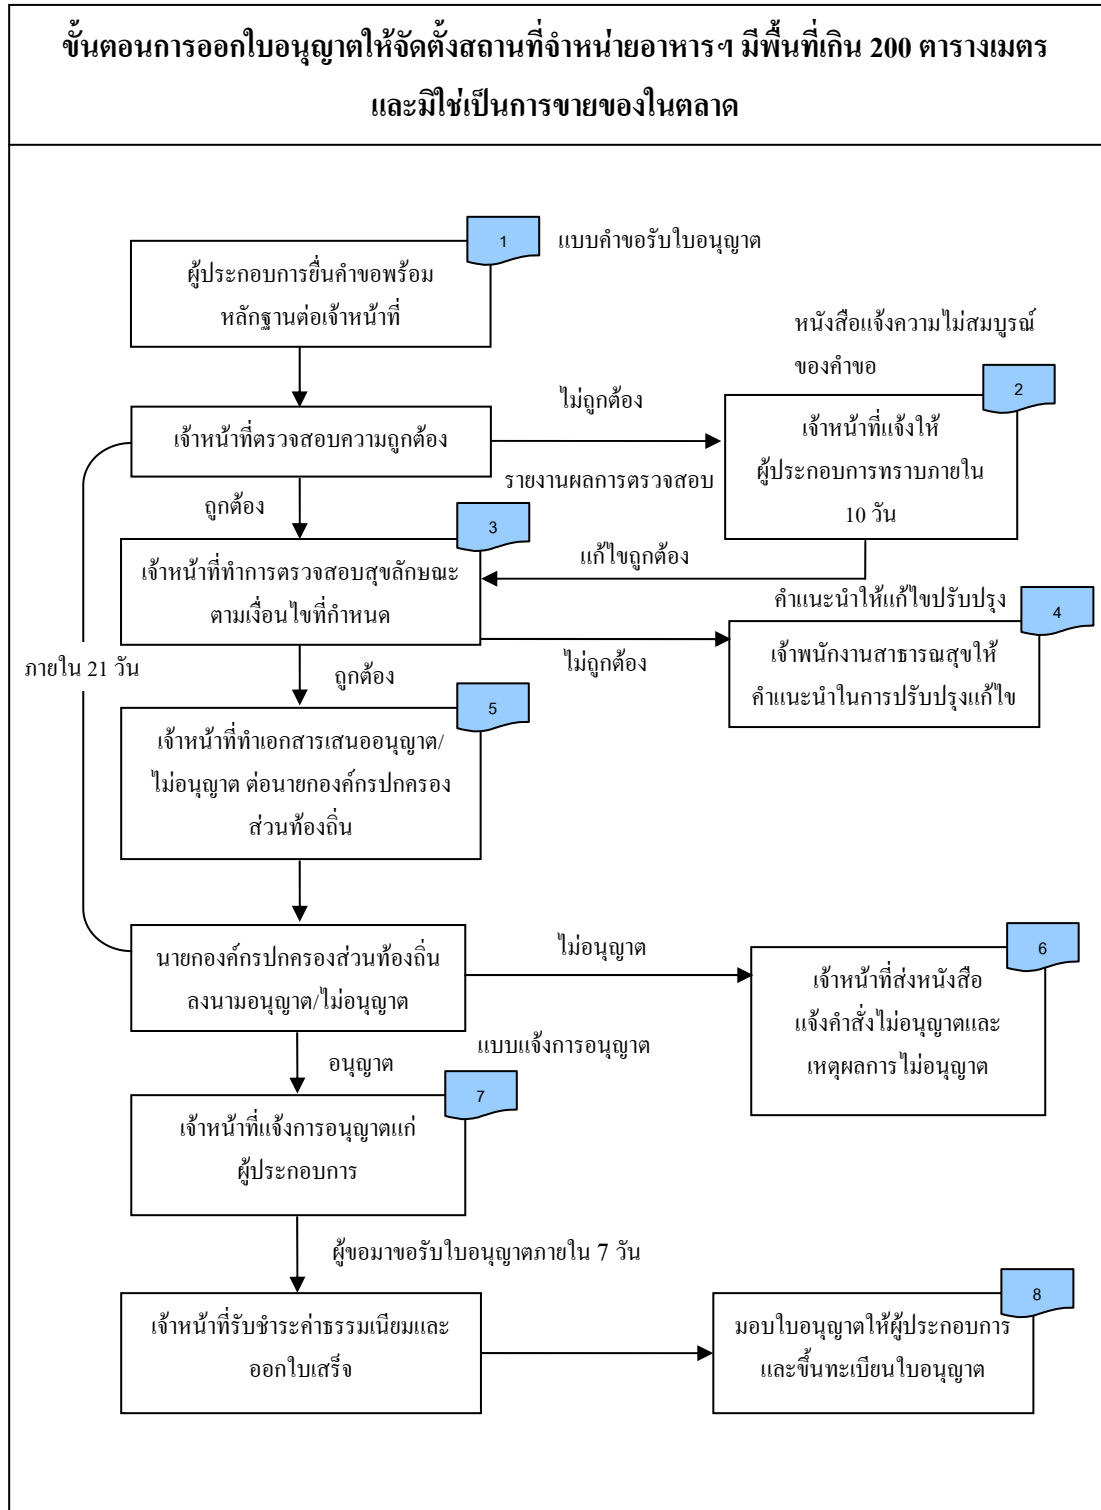 ขั้นตอนการออกใบอนุญาตให้จัดตั้งสถานที่จำหน่ายอาหารฯ มีพื้นที่เกิน 200 ตารางเมตร
และมิใช่เป็นการขายของในตลาด
1
แบบคำขอรับใบอนุญาต
ผู้ประกอบการยื่นคำขอพร้อม
หลักฐานต่อเจ้าหน้าที่
หนังสือแจ้งความไม่สมบูรณ์
ของคำขอ
2
ไม่ถูกต้อง
เจ้าหน้าที่ตรวจสอบความถูกต้อง
เจ้าหน้าที่แจ้งให้
ผู้ประกอบการทราบภายใน
10 วัน
รายงานผลการตรวจสอบ
ถูกต้อง
3
แก้ไขถูกต้อง
เจ้าหน้าที่ทำการตรวจสอบสุขลักษณะ
ตามเงื่อนไขที่กำหนด
คำแนะนำให้แก้ไขปรับปรุง
4
ไม่ถูกต้อง
เจ้าพนักงานสาธารณสุขให้
คำแนะนำในการปรับปรุงแก้ไข
ภายใน 21 วัน
ถูกต้อง
5
เจ้าหน้าที่ทำเอกสารเสนออนุญาต/
ไม่อนุญาต ต่อนายกองค์กรปกครอง
ส่วนท้องถิ่น
นายกองค์กรปกครองส่วนท้องถิ่น
ลงนามอนุญาต/ไม่อนุญาต
ไม่อนุญาต
6
เจ้าหน้าที่ส่งหนังสือ
แจ้งคำสั่งไม่อนุญาตและ
เหตุผลการไม่อนุญาต
อนุญาต
แบบแจ้งการอนุญาต
7
เจ้าหน้าที่แจ้งการอนุญาตแก่
ผู้ประกอบการ
ผู้ขอมาขอรับใบอนุญาตภายใน 7 วัน
เจ้าหน้าที่รับชำระค่าธรรมเนียมและ
ออกใบเสร็จ
8
มอบใบอนุญาตให้ผู้ประกอบการ
และขึ้นทะเบียนใบอนุญาต